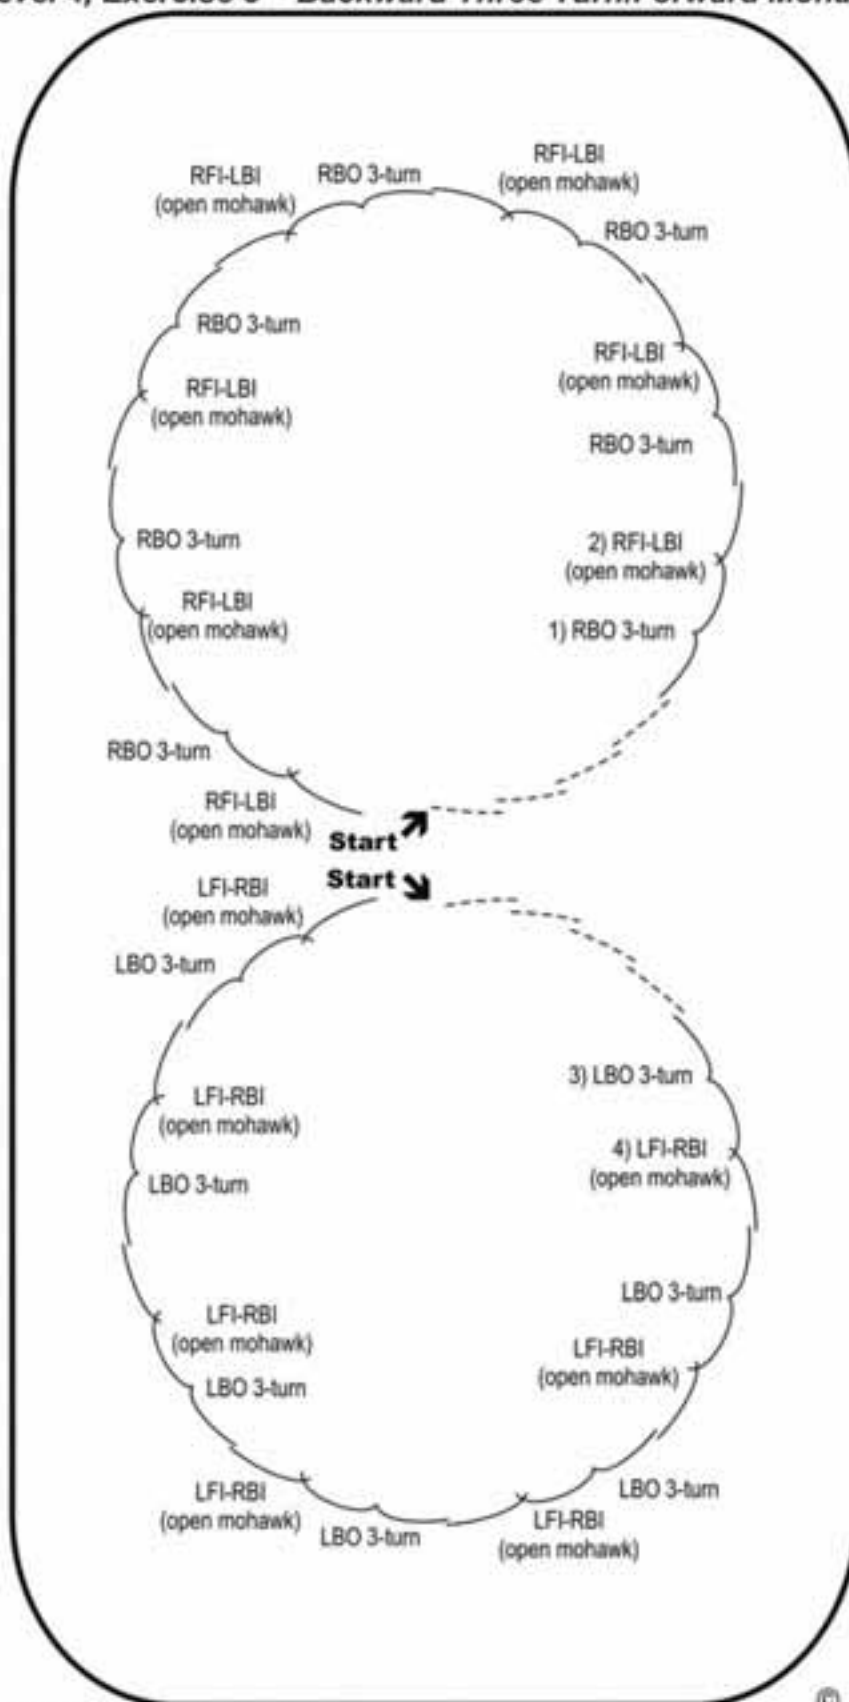 RFI-LBI
(open mohawk)
RBO 3-turn
RFI-LBI
(open mohawk)
RBO 3-turn
RBO 3-turn
RFI-LBI
(open mohawk)
RFI-LBI
(open mohawk)
RBO 3-turn
RBO 3-turn
2) RFI-LBI
(open mohawk)
RFI-LBI
(open mohawk)
1) RBO 3-turn
RBO 3-turn
RFI-LBI
(open mohawk)
Start
Start
LFI-RBI
(open mohawk)
LBO 3-turn
3) LBO 3-turn
LFI-RBI
(open mohawk)
4) LFI-RBI
(open mohawk)
LBO 3-turn
LBO 3-turn
LFI-RBI
(open mohawk)
LFI-RBI
(open mohawk)
LBO 3-turn
LFI-RBI
(open mohawk)
LBO 3-turn
LBO 3-turn
LFI-RBI
(open mohawk)
©